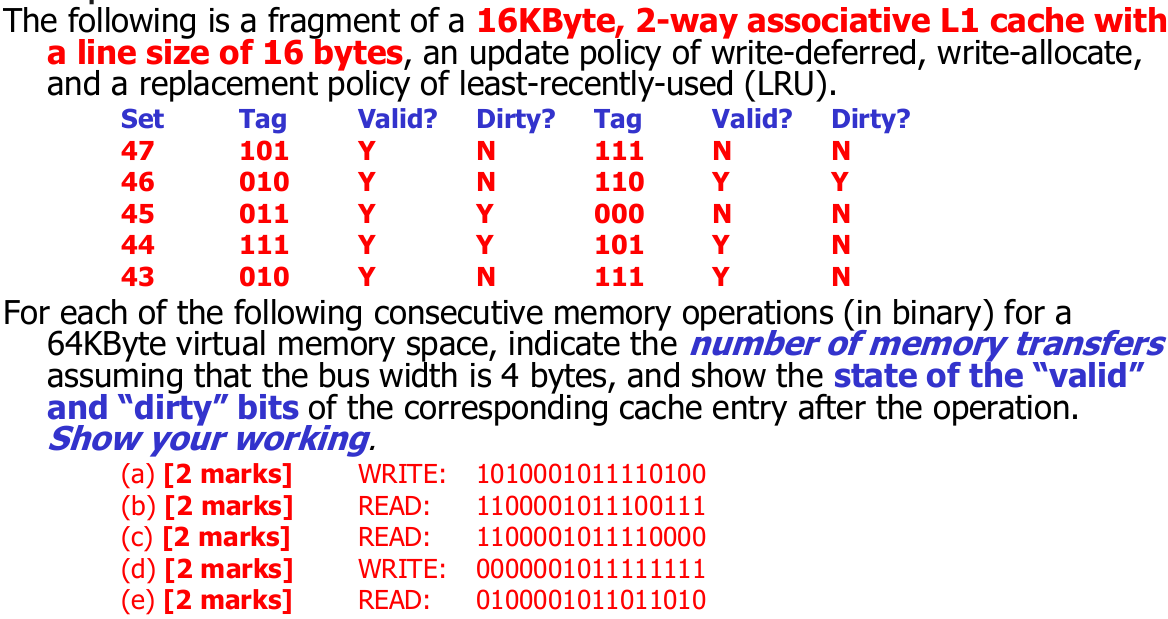 The following is a fragment of a 16KByte, 2-way associative L1 cache with
a line size of 16 bytes, an update policy of write-deferred, write-allocate,
and a replacement policy of least-recently-used (LRU).
Set Tag Valid? Dirty? Tag Valid? Dirty?
47 101 Y N 111 N N
46 010 Y N 110 Y Y
45 011 Y Y 000 N N
44 111 Y Y 101 Y N
43 010 Y N 111 Y N
For each of the following consecutive memory operations (in binary) for a
64KByte virtual memory space, indicate the number of memory transfers
assuming that the bus width is 4 bytes, and show the state of the “valid”
and “dirty” bits of the corresponding cache entry after the operation.
Show your working.
(a) [2 marks] WRITE: 1010001011110100
(b) [2 marks] READ: 1100001011100111
(c) [2 marks] READ: 1100001011110000
(d) [2 marks] WRITE: 0000001011111111
(e) [2 marks] READ: 0100001011011010